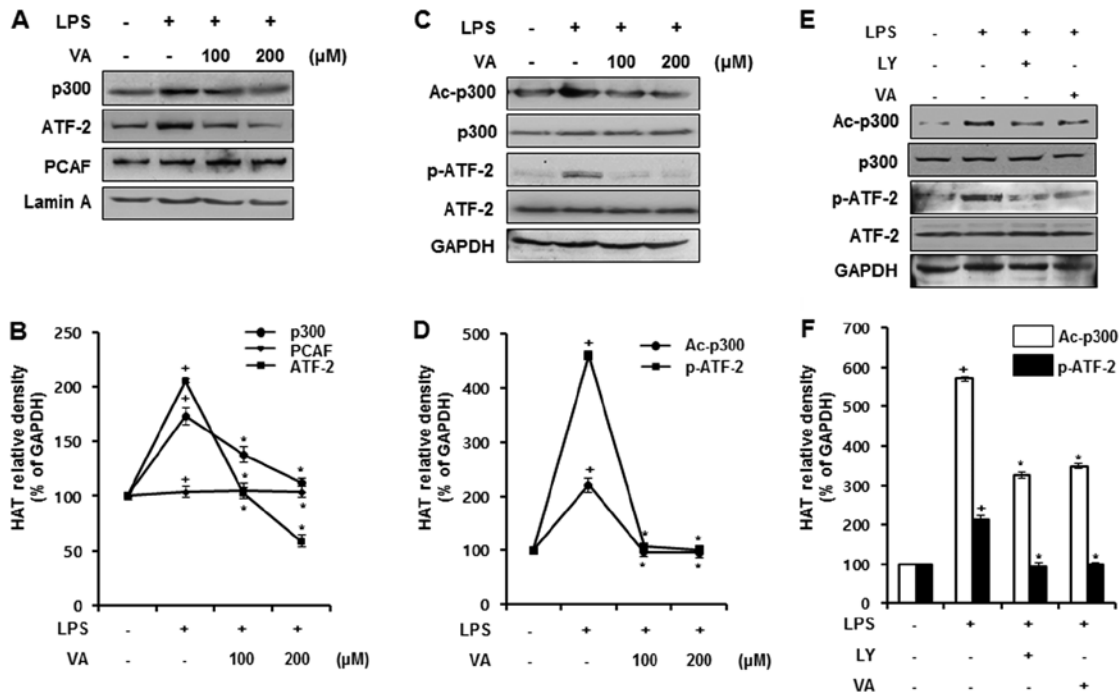 A
LPS - + + +
VA - - 100 200 (µM)
p300
ATF-2
PCAF
Lamin A
C
LPS - + + +
VA - - 100 200 (µM)
Ac-p300
p300
p-ATF-2
ATF-2
GAPDH
E
LPS - + + +
LY - - + -
VA - - - +
Ac-p300
p300
p-ATF-2
ATF-2
GAPDH
B
HAT relative density
(% of GAPDH)
250
200
150
100
50
0
p300
PCAF
ATF-2
+
+
+
*
*
*
*
*
*
LPS - + + +
VA - - 100 200 (µM)
D
HAT relative density
(% of GAPDH)
500
400
300
200
100
0
Ac-p300
p-ATF-2
+
+
*
*
*
*
LPS - + + +
VA - - 100 200 (µM)
F
HAT relative density
(% of GAPDH)
700
600
500
400
300
200
100
0
Ac-p300
p-ATF-2
+
+
*
*
*
*
LPS - + + +
LY - - + -
VA - - - +